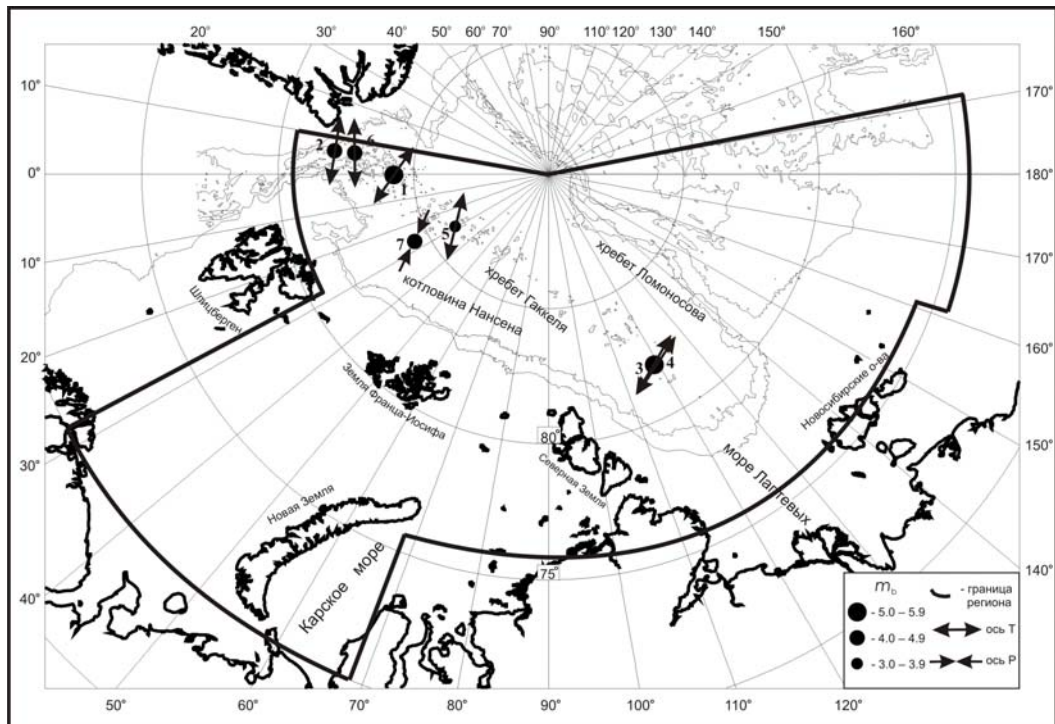 20° 30° 40° 50° 60° 70° 90° 110° 120° 130° 150° 160°
10° 170°
2 6
0° 1 180°
5
7
хребет Ломоносова
хребет Гаккеля
170°
10° котловина Нансена
Шпицберген
160°
20° 3 4
Земля Франца-Иосифа
Новосибирские о-ва
80°
150°
30° море Лаптевых
Северная Земля
Новая Земля
140°
75°
40° Карское море
m b - граница
региона
- 5.0 – 5.9
ось T
- 4.0 – 4.9
- 3.0 – 3.9 ось P
50° 60° 70° 80° 90° 100° 110° 120°